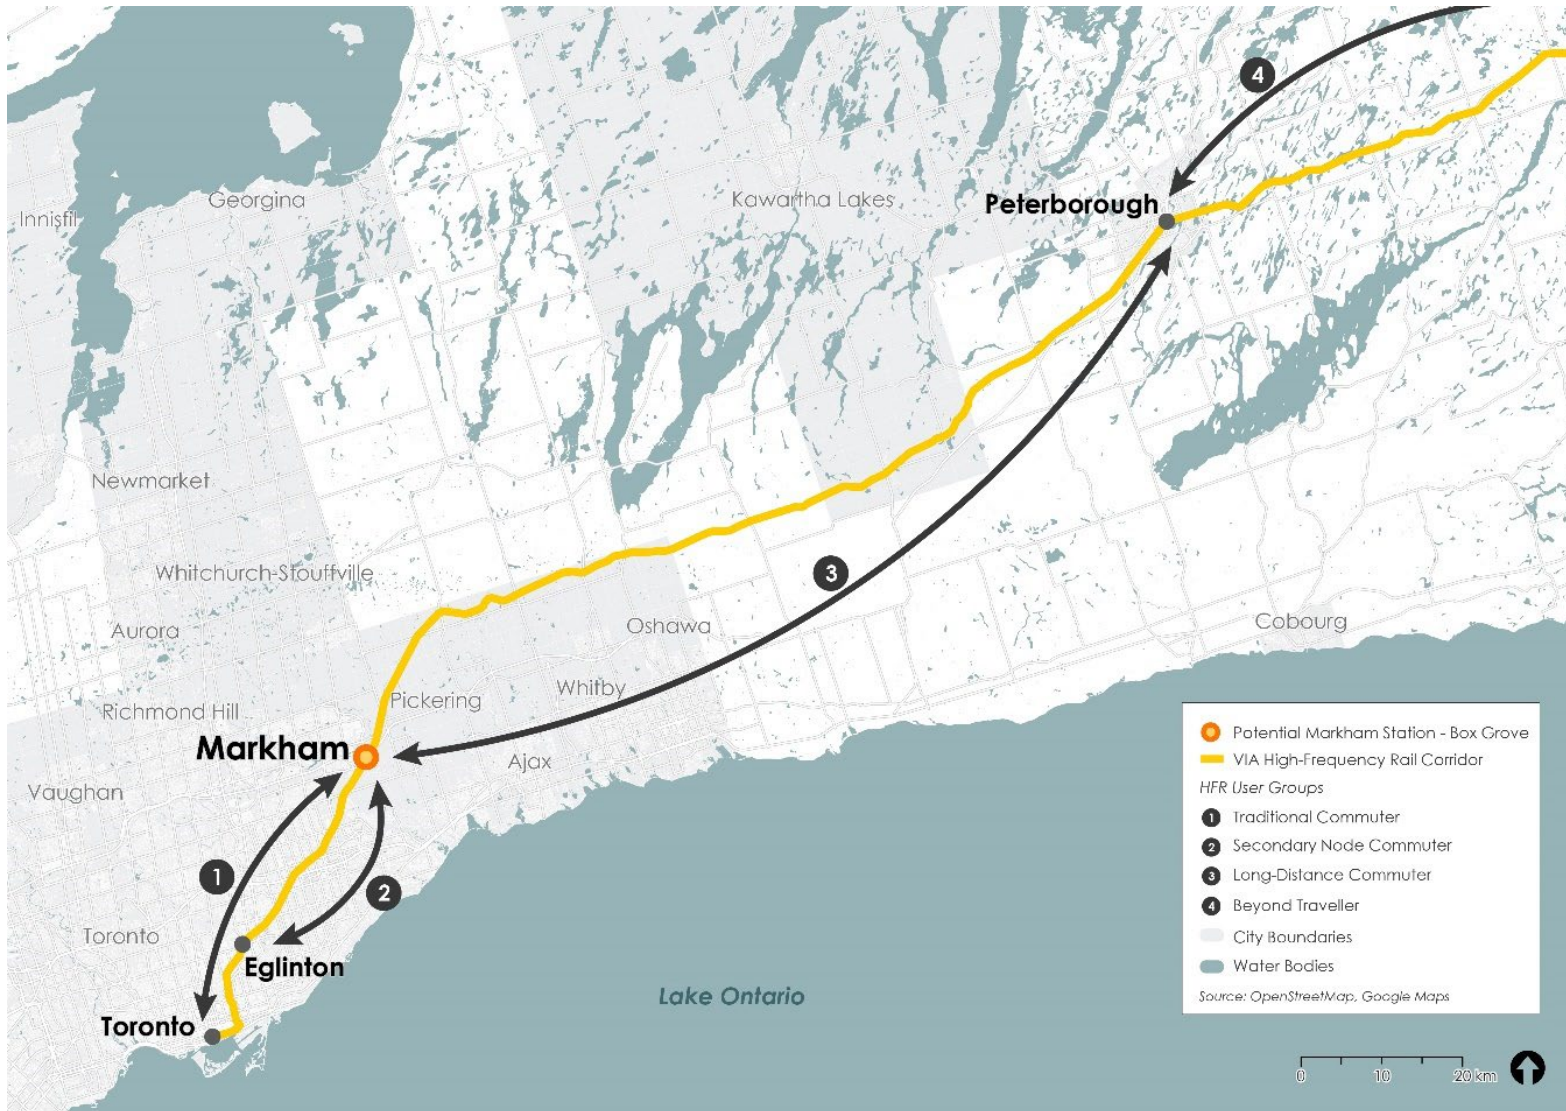 4
Georgina
Kawartha Lakes
Peterborough
Innisfil
Newmarket
Whitchurch-Stouffville
3
Aurora
Oshawa
Cobourg
Whitby
Pickering
Richmond Hill
Markham
Ajax
Vaughan
1
2
Toronto
Eglinton
Lake Ontario
Toronto
Potential Markham Station - Box Grove
VIA High-Frequency Rail Corridor
HFR User Groups
1 Traditional Commuter
2 Secondary Node Commuter
3 Long-Distance Commuter
4 Beyond Traveller
City Boundaries
Water Bodies
Source: OpenStreetMap, Google Maps
0 10 20 km